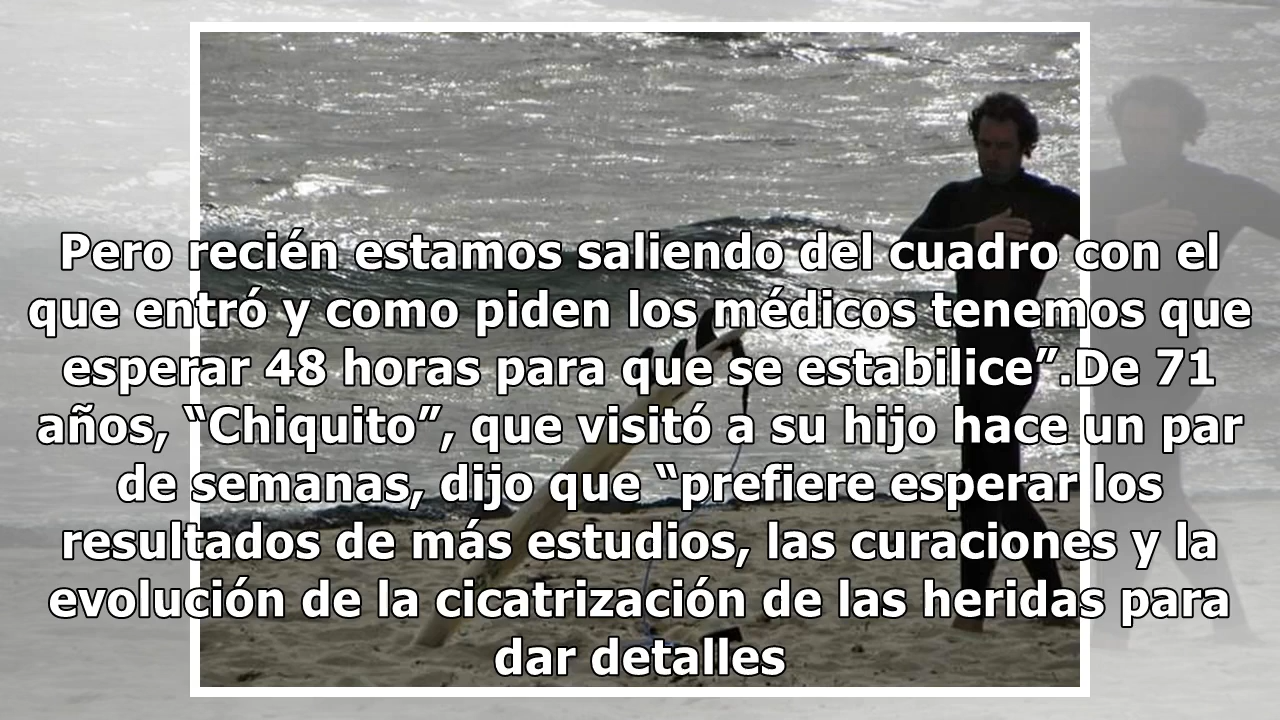 Pero recién estamos saliendo del cuadro con el
que entró y como piden los médicos tenemos que
esperar 48 horas para que se estabilice”.De 71
años, “Chiquito”, que visitó a su hijo hace un par
de semanas, dijo que “prefiere esperar los
resultados de más estudios, las curaciones y la
evolución de la cicatrización de las heridas para
dar detalles